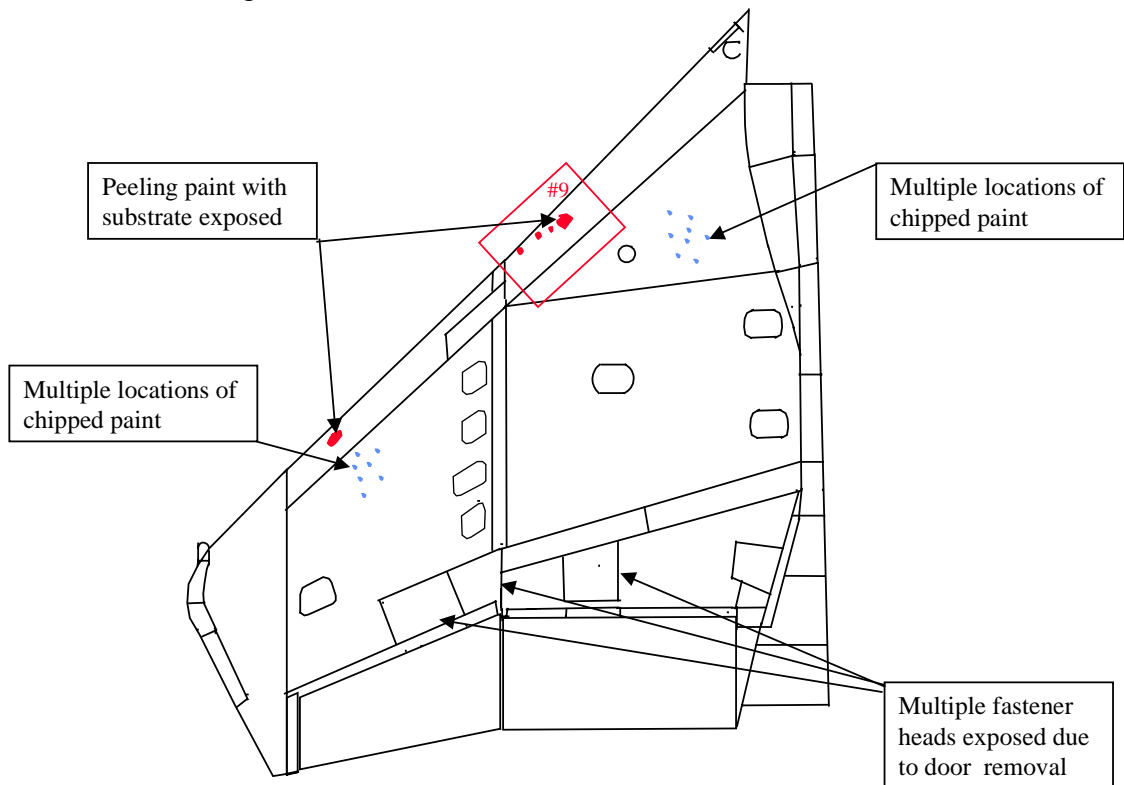 Peeling paint with
substrate exposed
#9
Multiple locations of
chipped paint
Multiple locations of
chipped paint
Multiple fastener
heads exposed due
to door removal